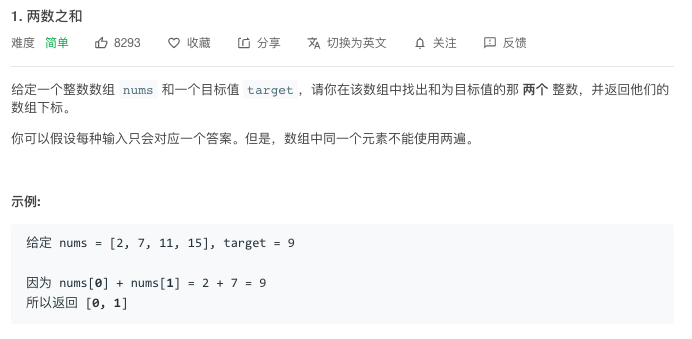 1. 两数之和
难度 简单 8293 收藏 分享 切换为英文 关注 反馈
给定一个整数数组 nums 和一个目标值 target，请你在该数组中找出和为目标值的那 两个 整数，并返回他们的
数组下标。
你可以假设每种输入只会对应一个答案。但是，数组中同一个元素不能使用两遍。
示例:
给定 nums = [2, 7, 11, 15], target = 9
因为 nums[0] + nums[1] = 2 + 7 = 9
所以返回 [0, 1]